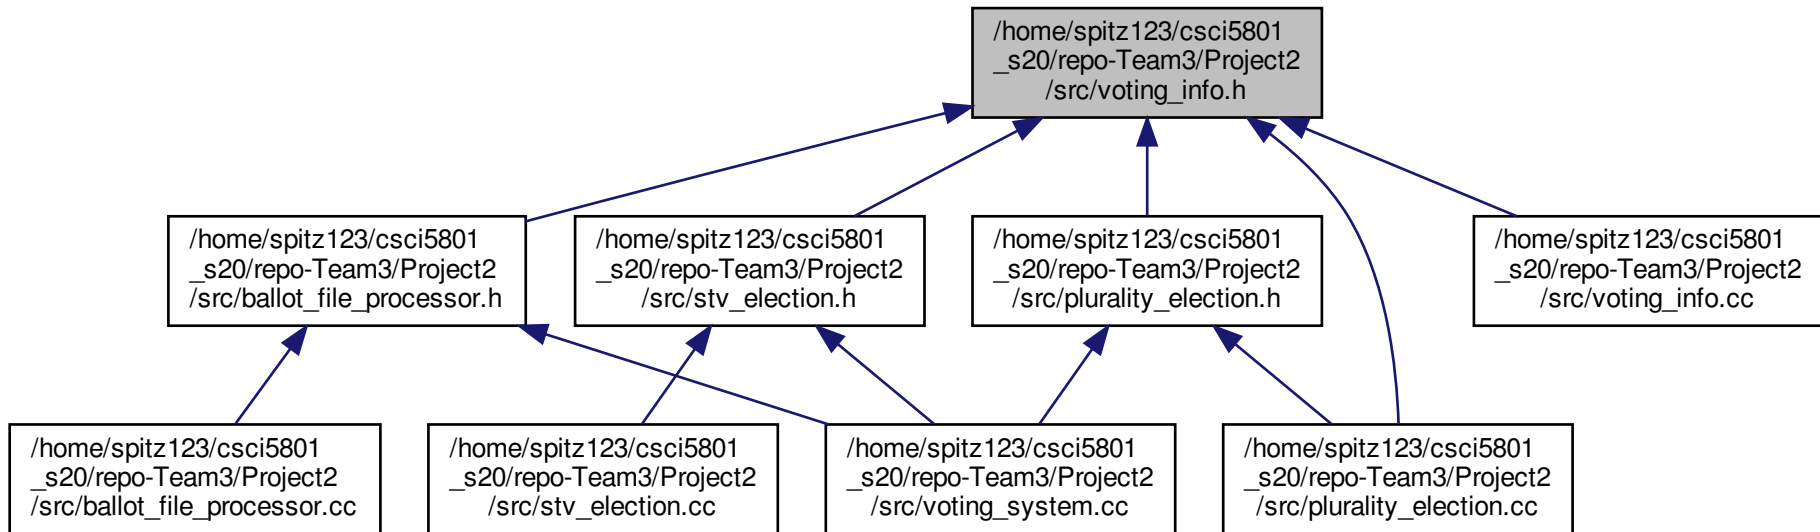 /home/spitz123/csci5801
_s20/repo-Team3/Project2
/src/voting_info.h
/home/spitz123/csci5801
_s20/repo-Team3/Project2
/src/ballot_file_processor.h
/home/spitz123/csci5801
_s20/repo-Team3/Project2
/src/stv_election.h
/home/spitz123/csci5801
_s20/repo-Team3/Project2
/src/plurality_election.h
/home/spitz123/csci5801
_s20/repo-Team3/Project2
/src/voting_info.cc
/home/spitz123/csci5801
_s20/repo-Team3/Project2
/src/ballot_file_processor.cc
/home/spitz123/csci5801
_s20/repo-Team3/Project2
/src/stv_election.cc
/home/spitz123/csci5801
_s20/repo-Team3/Project2
/src/voting_system.cc
/home/spitz123/csci5801
_s20/repo-Team3/Project2
/src/plurality_election.cc